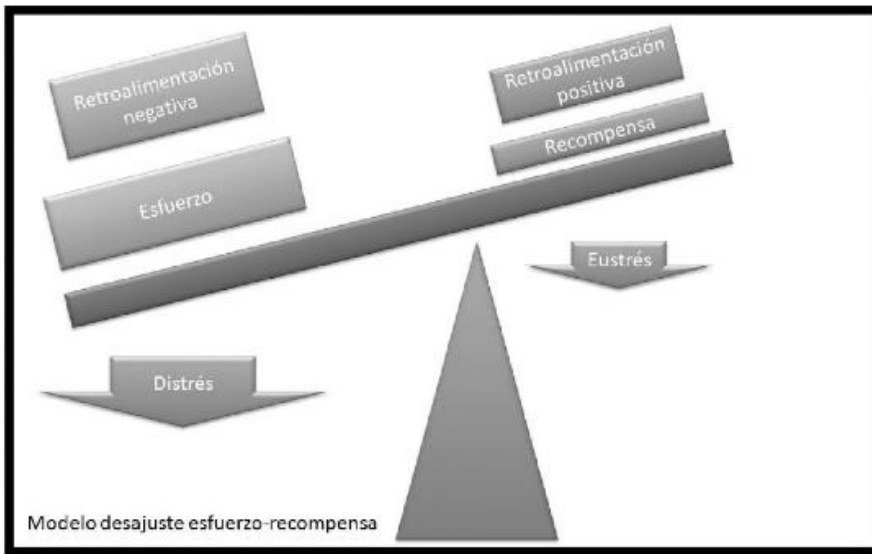 Retroalimentación
negativa
Esfuerzo
Retroalimentación
positiva
Recompensa
Distrés
Eustrés
Modelo desajuste esfuerzo-recompensa